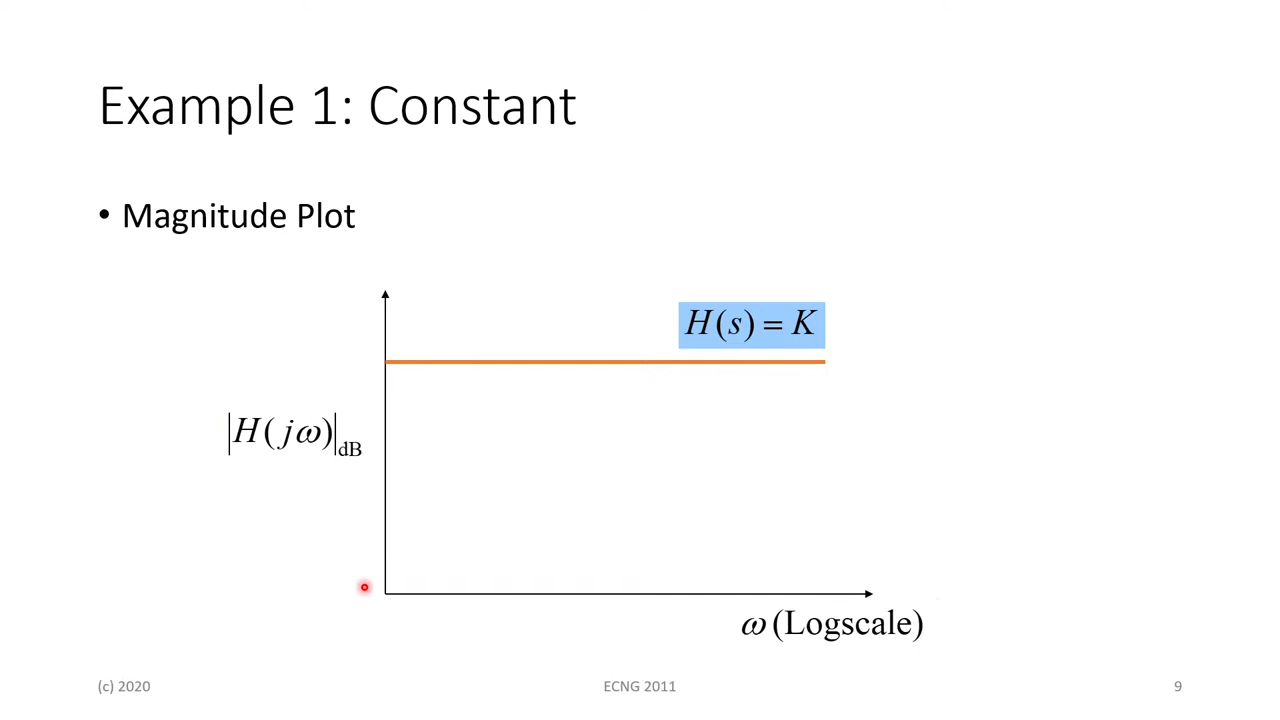 Example 1: Constant
• Magnitude Plot
H(s) = K
|H(jω)|dB
ω (Logscale)
(c) 2020
ECNG 2011
9